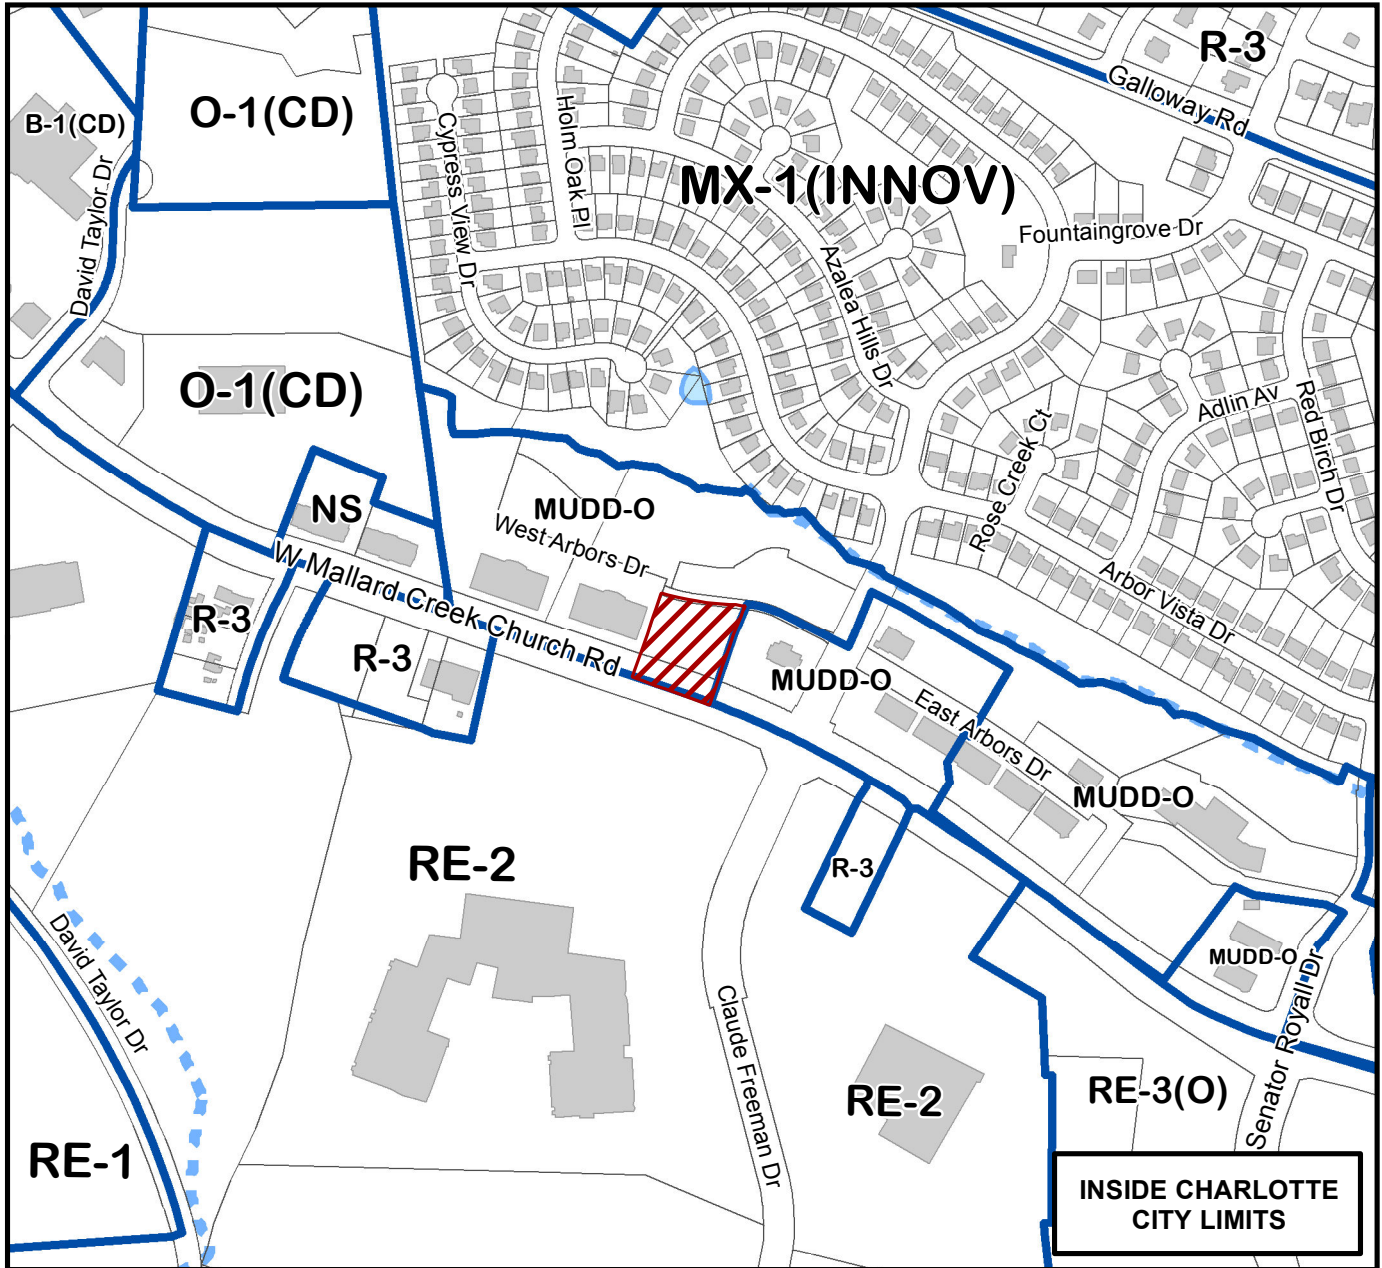 R-3
Galloway Rd
O-1(CD)
B-1(CD)
Holm Oak Pl
Cypress View Dr
David Taylor Dr
MX-1(INNOV)
Fountaingrove Dr
Azalea Hills Dr
O-1(CD)
Adlin Av
Red Birch Dr
Rose Creek Ct
NS
MUDD-O
West Arbors Dr
W Mallard Creek Church Rd
Arbor Vista Dr
R-3
R-3
MUDD-O
East Arbors Dr
MUDD-O
RE-2
R-3
David Taylor Dr
MUDD-O
Claude Freeman Dr
Senator Royall Dr
RE-2
RE-3(O)
RE-1
INSIDE CHARLOTTE
CITY LIMITS